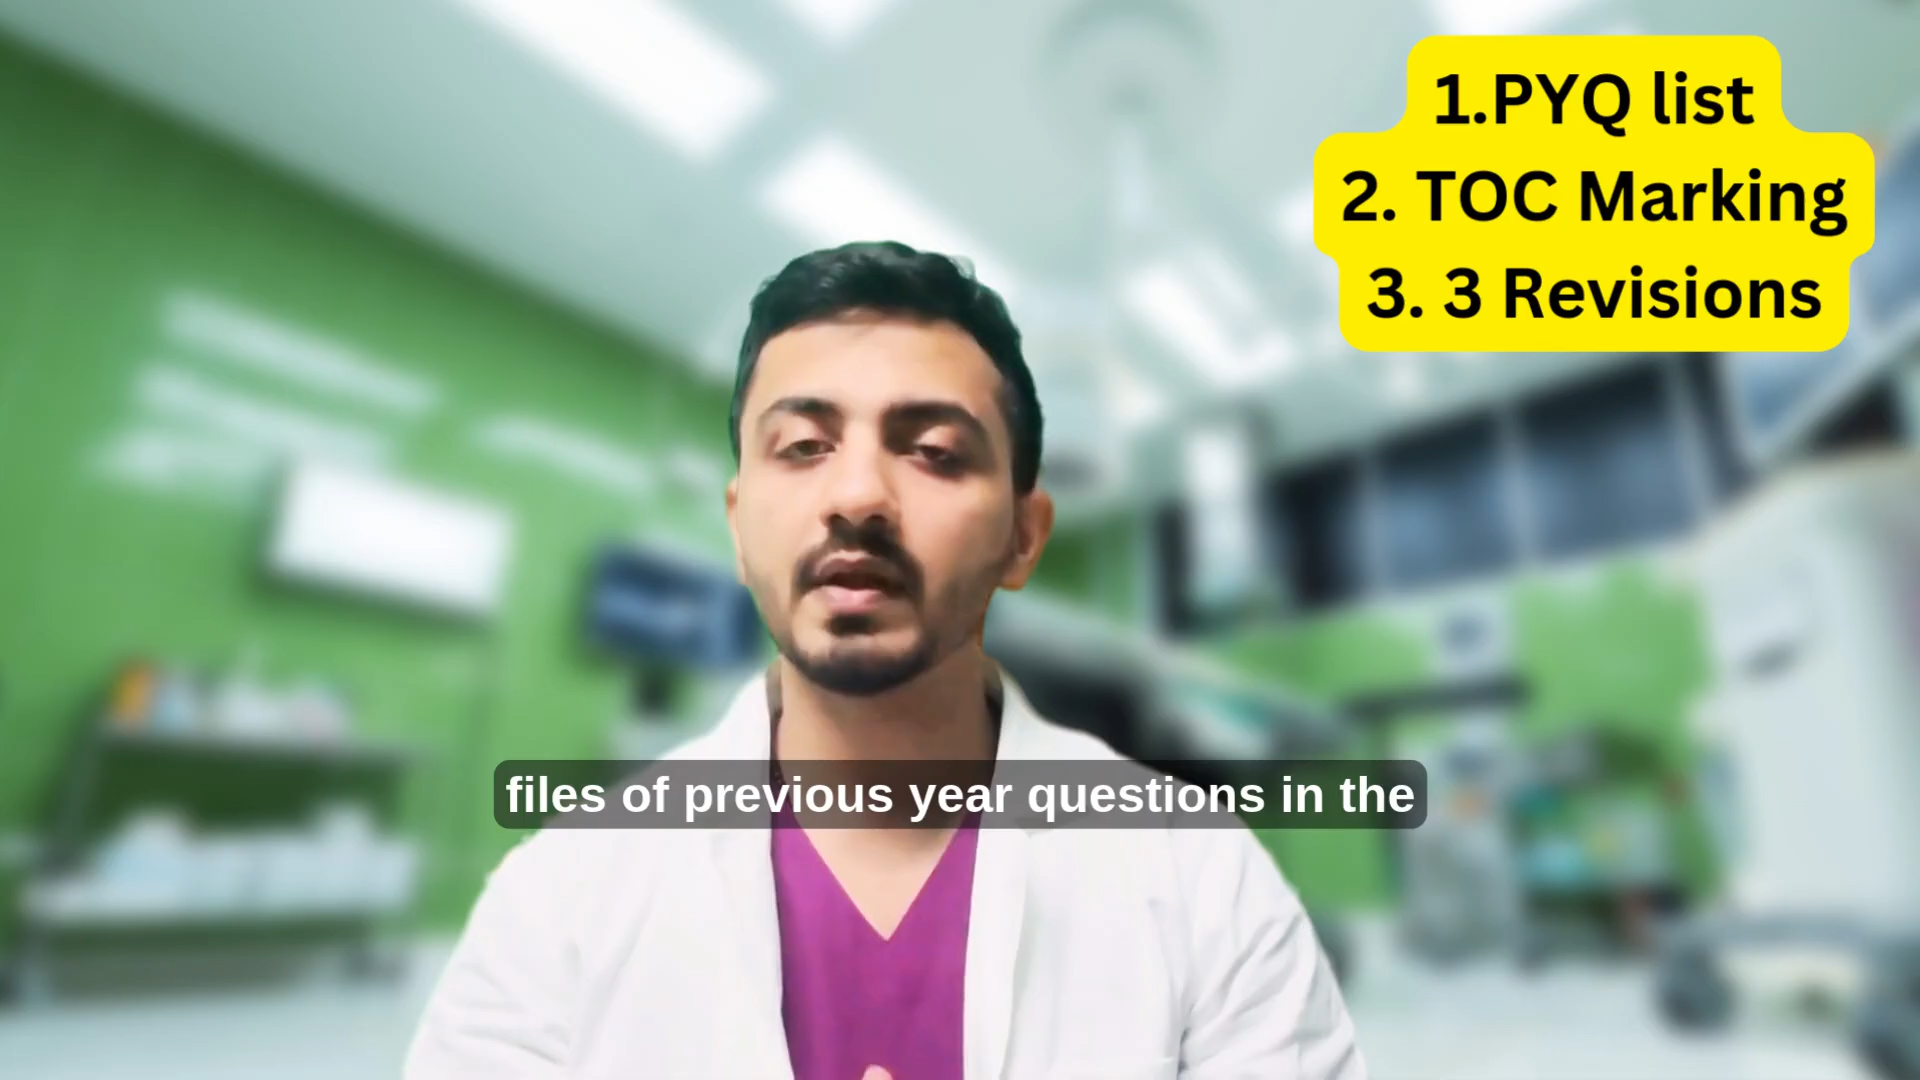 1.PYQ list
2. TOC Marking
3. 3 Revisions
files of previous year questions in the